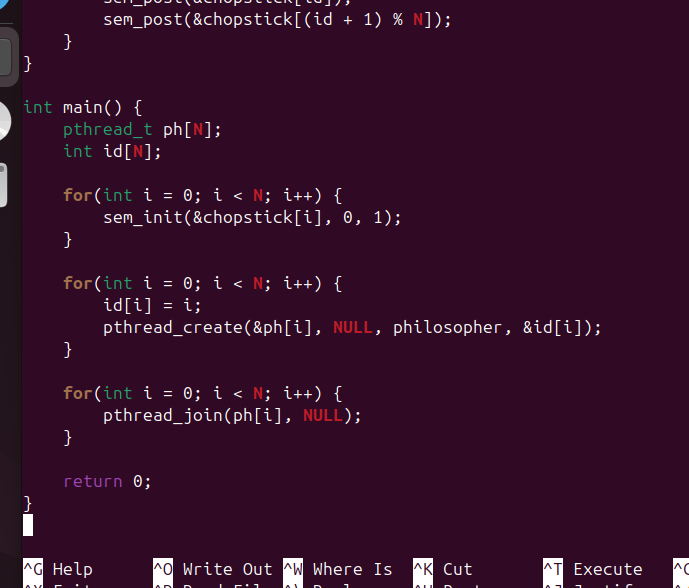 sem_post(&chopstick[id]);
        sem_post(&chopstick[(id + 1) % N]);
    }
}

int main() {
    pthread_t ph[N];
    int id[N];

    for(int i = 0; i < N; i++) {
        sem_init(&chopstick[i], 0, 1);
    }

    for(int i = 0; i < N; i++) {
        id[i] = i;
        pthread_create(&ph[i], NULL, philosopher, &id[i]);
    }

    for(int i = 0; i < N; i++) {
        pthread_join(ph[i], NULL);
    }

    return 0;
}
^G Help ^O Write Out ^W Where Is ^K Cut ^T Execute